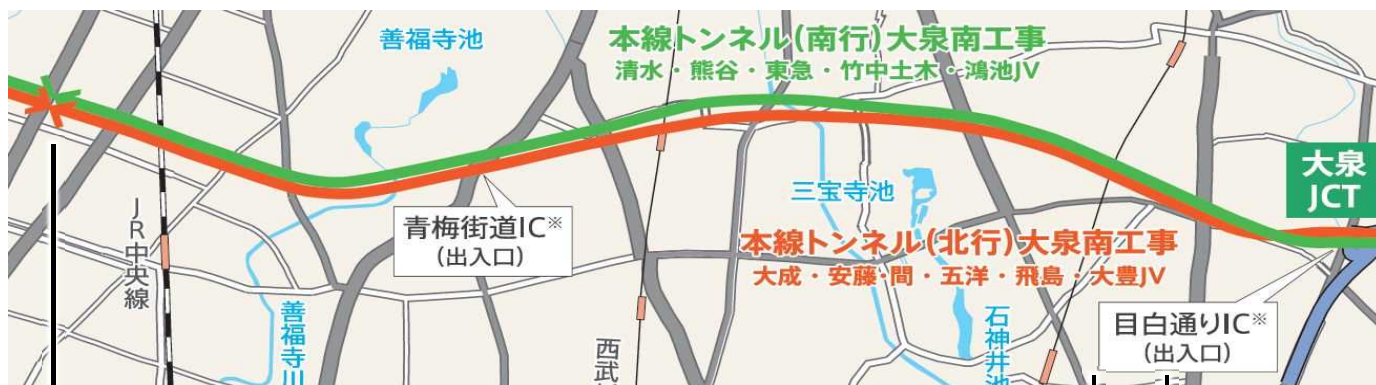 善福寺池
本線トンネル(南行)大泉南工事
清水・熊谷・東急・竹中土木・鴻池JV
大泉
JCT
三宝寺池
青梅街道IC※
(出入口)
JR中央線
本線トンネル(北行)大泉南工事
大成・安藤・間・五洋・飛島・大豊JV
善福寺川
西武
石神井池
目白通りIC※
(出入口)